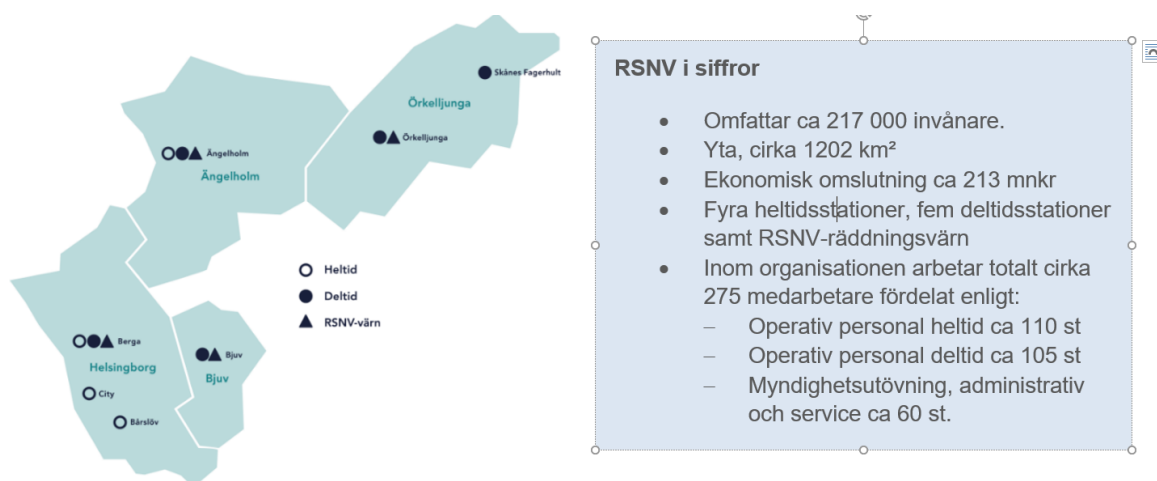 Skånes Fagerhult
Örkelljunga
Örkelljunga
Ängelholm
Ängelholm
Heltid
Deltid
RSNV-värn
Berga
Helsingborg
Bjuv
Bjuv
City
Bårslöv
RSNV i siffror
• Omfattar ca 217 000 invånare.
• Yta, cirka 1202 km²
• Ekonomisk omslutning ca 213 mnkr
• Fyra heltidsstationer, fem deltidsstationer
samt RSNV-räddningsvärn
• Inom organisationen arbetar totalt cirka
275 medarbetare fördelat enligt:
– Operativ personal heltid ca 110 st
– Operativ personal deltid ca 105 st
– Myndighetsutövning, administrativ
och service ca 60 st.